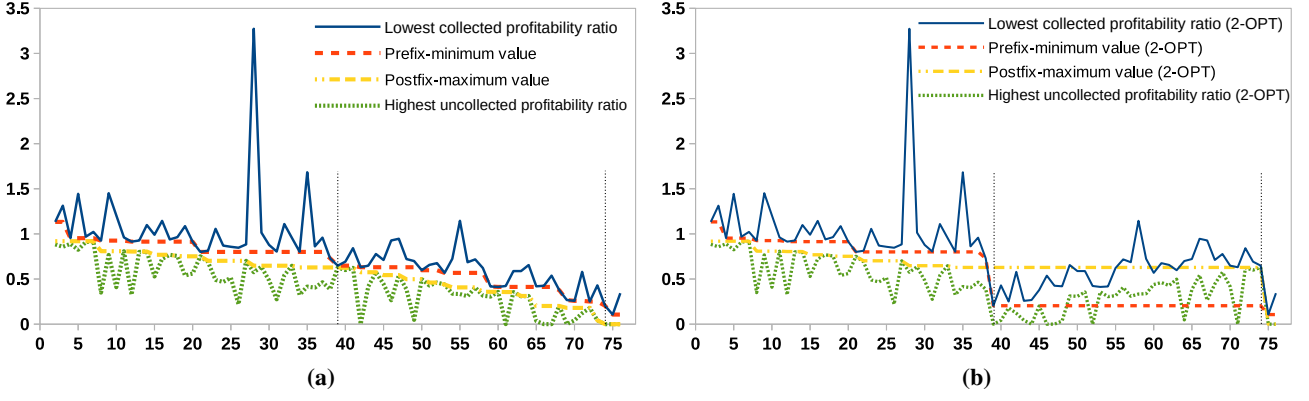 3.5
3
2.5
2
1.5
1
0.5
0
Lowest collected profitability ratio
Prefix-minimum value
Postfix-maximum value
Highest uncollected profitability ratio
0 5 10 15 20 25 30 35 40 45 50 55 60 65 70 75
(a)
3.5
3
2.5
2
1.5
1
0.5
0
Lowest collected profitability ratio (2-OPT)
Prefix-minimum value (2-OPT)
Postfix-maximum value (2-OPT)
Highest uncollected profitability ratio (2-OPT)
0 5 10 15 20 25 30 35 40 45 50 55 60 65 70 75
(b)